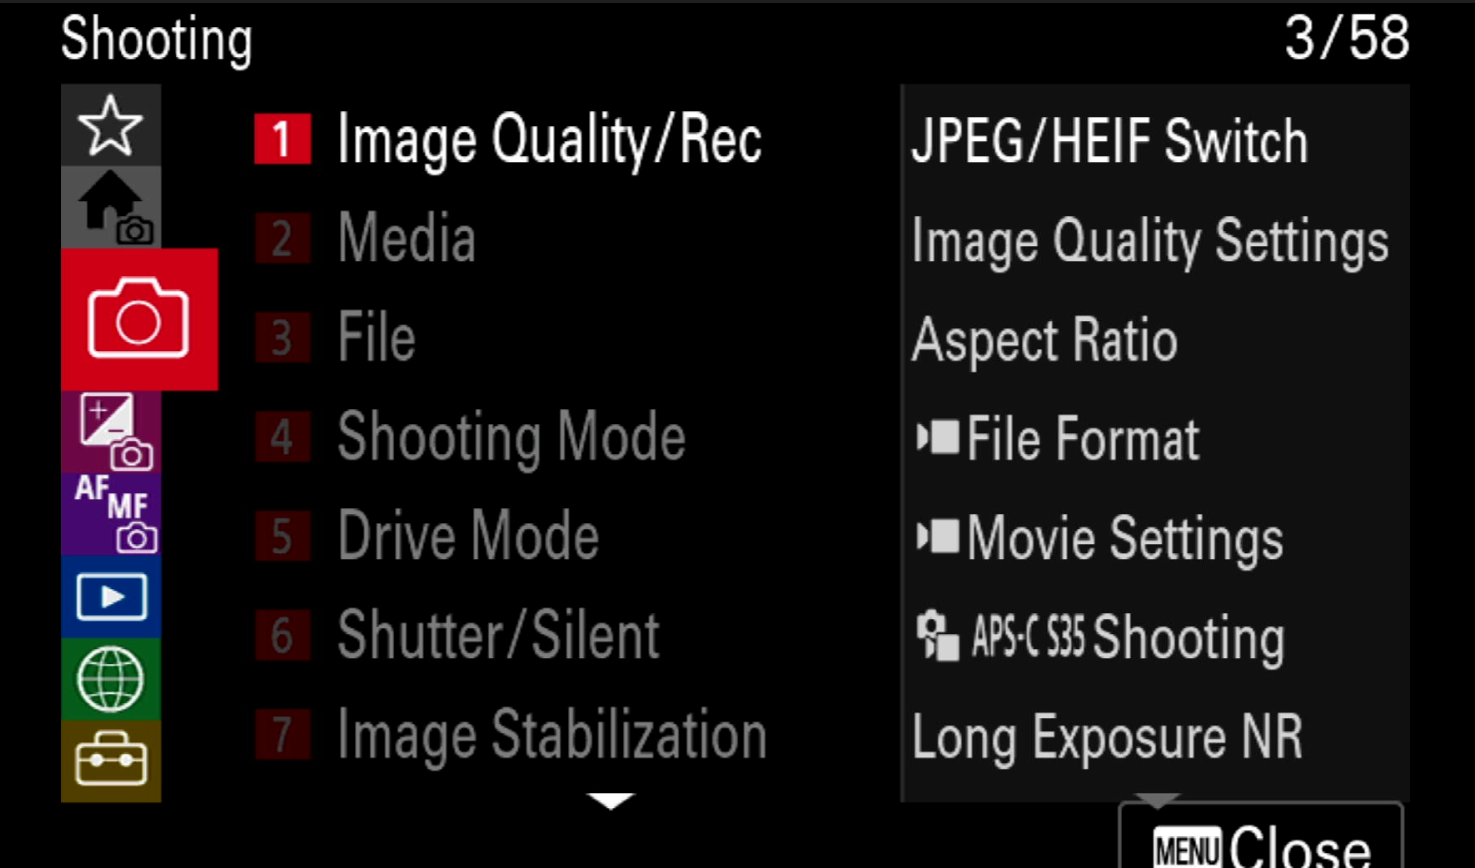 Shooting 3/58
1 Image Quality/Rec
2 Media
3 File
4 Shooting Mode
5 Drive Mode
6 Shutter/Silent
7 Image Stabilization
AF MF
JPEG/HEIF Switch
Image Quality Settings
Aspect Ratio
File Format
Movie Settings
APS-C S35 Shooting
Long Exposure NR
MENU Close